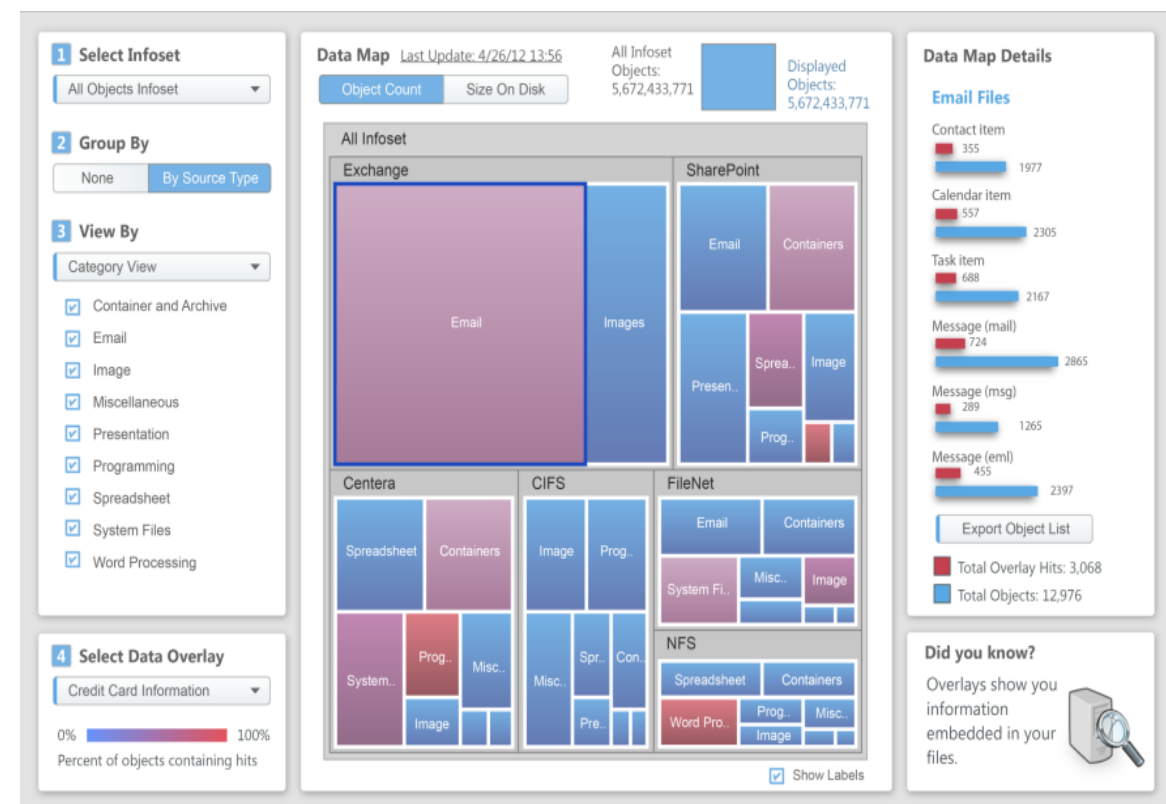 1 Select Infoset
All Objects Infoset
2 Group By
None By Source Type
3 View By
Category View
Container and Archive
Email
Image
Miscellaneous
Presentation
Programming
Spreadsheet
System Files
Word Processing
4 Select Data Overlay
Credit Card Information
0% 100%
Percent of objects containing hits
Data Map Last Update: 4/26/12 13:56
Object Count Size On Disk
All Infoset
Objects:
5,672,433,771
Displayed
Objects:
5,672,433,771
All Infoset
Exchange
Email
Images
SharePoint
Email
Containers
Presen..
Sprea..
Image
Prog..
Centera
Spreadsheet
Containers
System..
Prog..
Misc..
Image
CIFS
Image
Prog..
Misc..
Spr..
Con..
Pre..
FileNet
Email
Containers
System Fi..
Misc..
Image
NFS
Spreadsheet
Containers
Word Pro..
Prog..
Misc..
Image
Show Labels
Data Map Details
Email Files
Contact item
355
1977
Calendar item
557
2305
Task item
688
2167
Message (mail)
724
2865
Message (msg)
289
1265
Message (eml)
455
2397
Export Object List
Total Overlay Hits: 3,068
Total Objects: 12,976
Did you know?
Overlays show you
information
embedded in your
files.